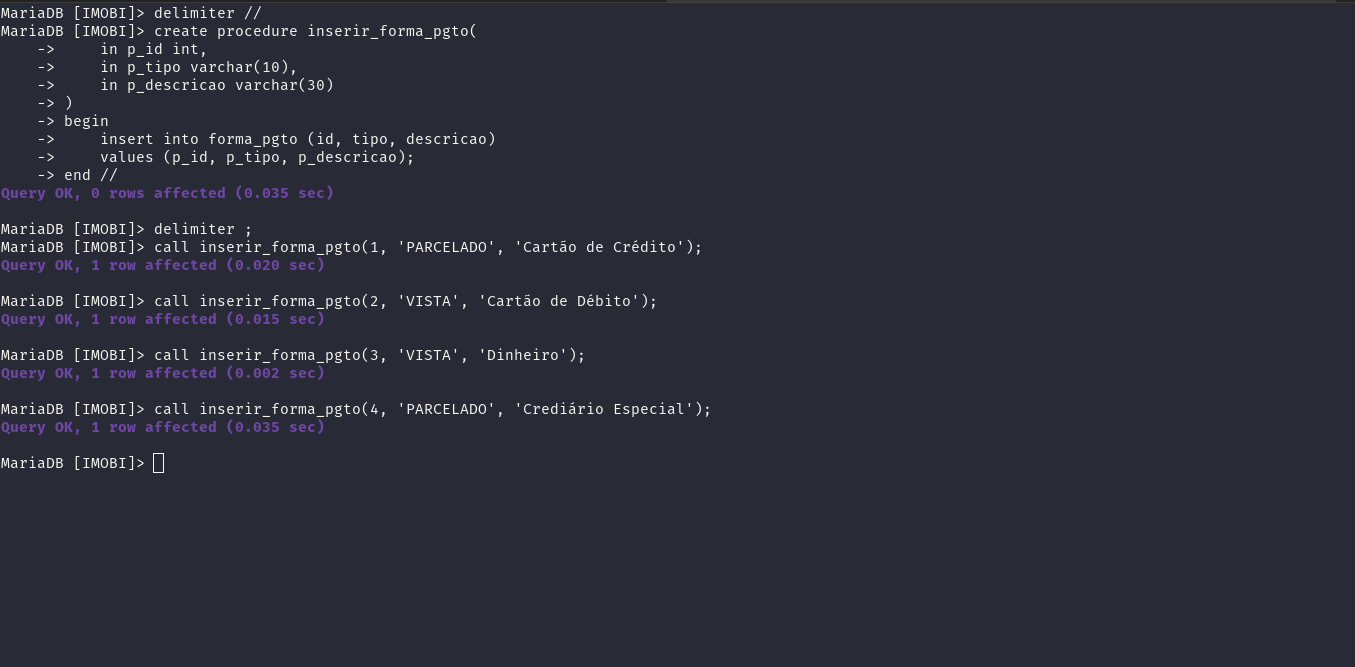 MariaDB [IMOBI]> delimiter //
MariaDB [IMOBI]> create procedure inserir_forma_pgto(
    ->     in p_id int,
    ->     in p_tipo varchar(10),
    ->     in p_descricao varchar(30)
    -> )
    -> begin
    ->     insert into forma_pgto (id, tipo, descricao)
    ->     values (p_id, p_tipo, p_descricao);
    -> end //
Query OK, 0 rows affected (0.035 sec)

MariaDB [IMOBI]> delimiter ;
MariaDB [IMOBI]> call inserir_forma_pgto(1, 'PARCELADO', 'Cartão de Crédito');
Query OK, 1 row affected (0.020 sec)

MariaDB [IMOBI]> call inserir_forma_pgto(2, 'VISTA', 'Cartão de Débito');
Query OK, 1 row affected (0.015 sec)

MariaDB [IMOBI]> call inserir_forma_pgto(3, 'VISTA', 'Dinheiro');
Query OK, 1 row affected (0.002 sec)

MariaDB [IMOBI]> call inserir_forma_pgto(4, 'PARCELADO', 'Crediário Especial');
Query OK, 1 row affected (0.035 sec)

MariaDB [IMOBI]>